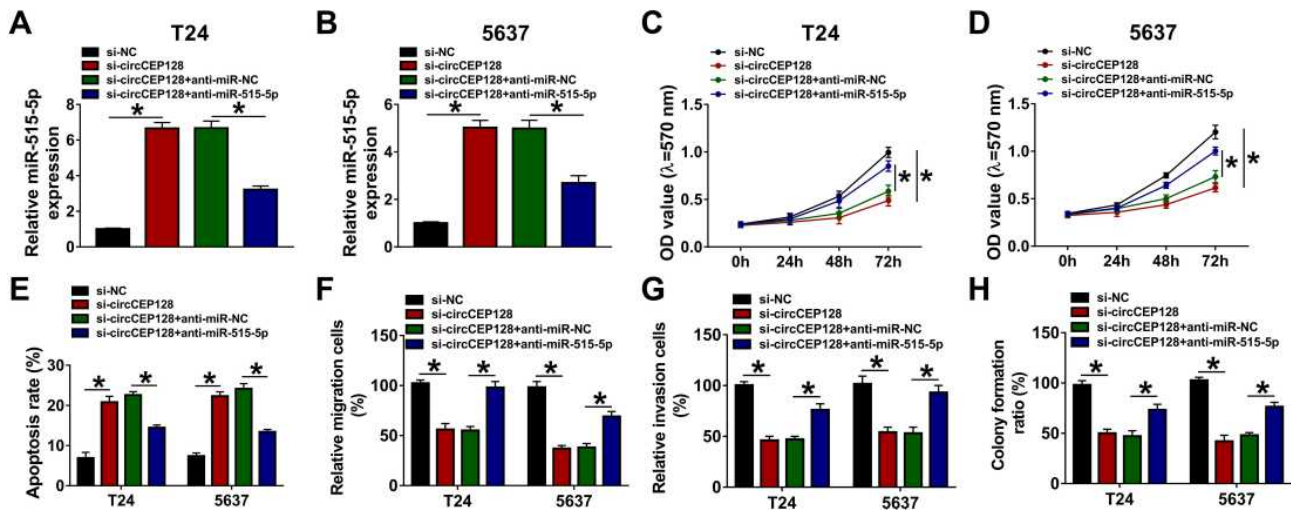 A
T24
si-NC
si-circCEP128
si-circCEP128+anti-miR-NC
si-circCEP128+anti-miR-515-5p
Relative miR-515-5p
expression
8
6
4
2
0
*
*
B
5637
si-NC
si-circCEP128
si-circCEP128+anti-miR-NC
si-circCEP128+anti-miR-515-5p
Relative miR-515-5p
expression
6
4
2
0
*
*
C
T24
si-NC
si-circCEP128
si-circCEP128+anti-miR-NC
si-circCEP128+anti-miR-515-5p
OD value (λ=570 nm)
1.5
1.0
0.5
0.0
0h 24h 48h 72h
*
*
D
5637
si-NC
si-circCEP128
si-circCEP128+anti-miR-NC
si-circCEP128+anti-miR-515-5p
OD value (λ=570 nm)
1.5
1.0
0.5
0.0
0h 24h 48h 72h
*
*
E
si-NC
si-circCEP128
si-circCEP128+anti-miR-NC
si-circCEP128+anti-miR-515-5p
Apoptosis rate (%)
30
20
10
0
* * * *
T24 5637
F
si-NC
si-circCEP128
si-circCEP128+anti-miR-NC
si-circCEP128+anti-miR-515-5p
Relative migration cells
(%)
150
100
50
0
* * * *
T24 5637
G
si-NC
si-circCEP128
si-circCEP128+anti-miR-NC
si-circCEP128+anti-miR-515-5p
Relative invasion cells
(%)
150
100
50
0
* * * *
T24 5637
H
si-NC
si-circCEP128
si-circCEP128+anti-miR-NC
si-circCEP128+anti-miR-515-5p
Colony formation
ratio (%)
150
100
50
0
* * * *
T24 5637